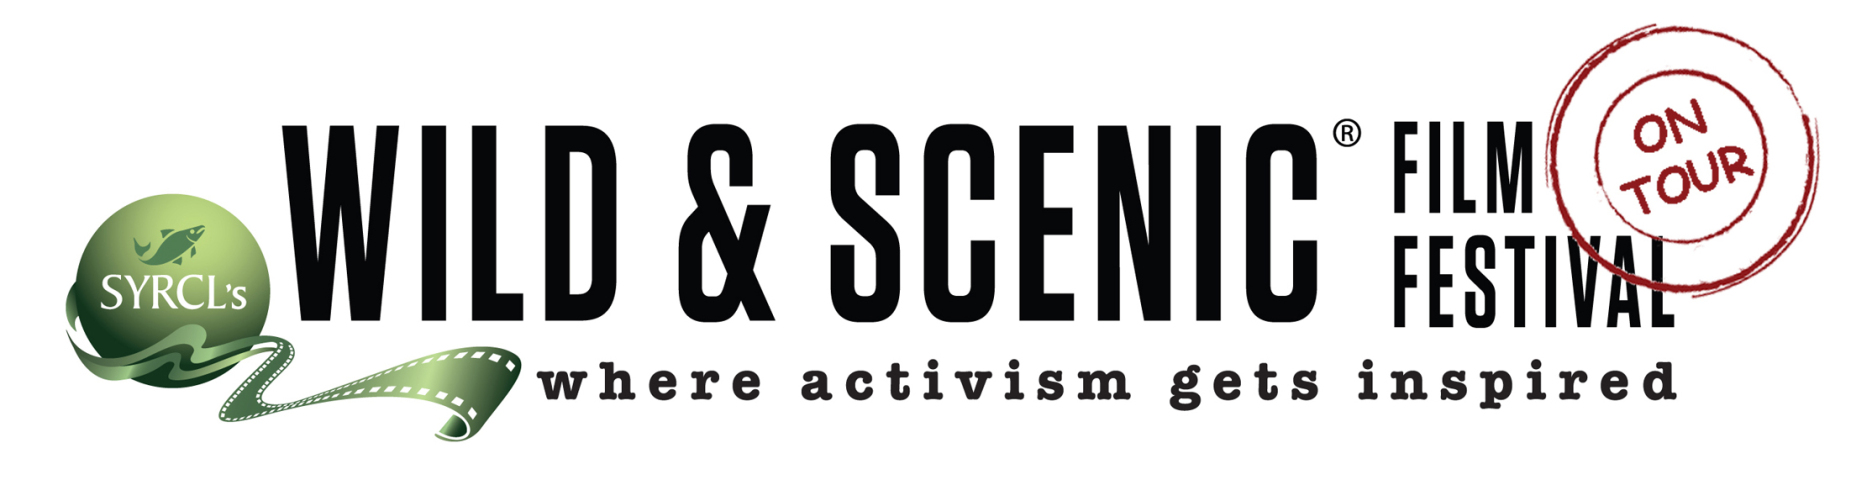 SYRCL's
WILD & SCENIC®
FILM
FESTIVAL
ON
TOUR
where activism gets inspired